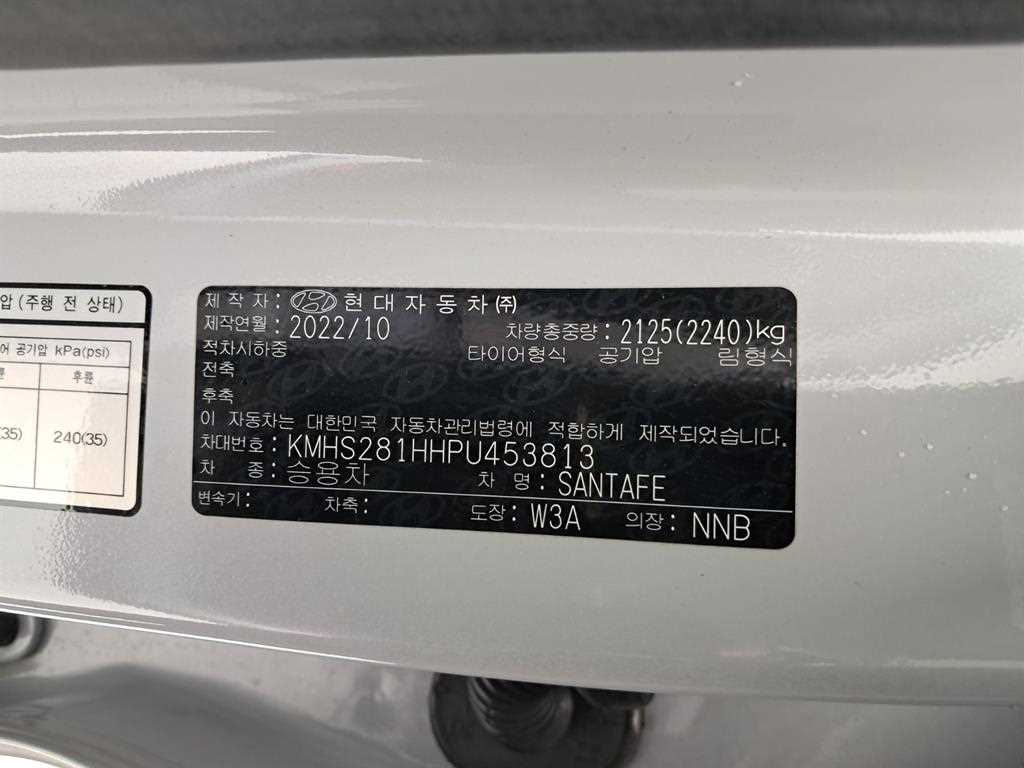 압 (주행 전 상태)
어 공기압 kPa(psi)
륜
후륜
(35)
240(35)
제 작 자: 현대자동차㈜
제작연월: 2022/10 차량총중량: 2125(2240)kg
적차시하중 타이어형식 공기압 림형식
전축
후축
이 자동차는 대한민국 자동차관리법령에 적합하게 제작되었습니다.
차대번호: KMHS281HHPU453813
차 종: 승용차 차 명: SANTAFE
변속기: 차축: 도장: W3A 의장: NNB